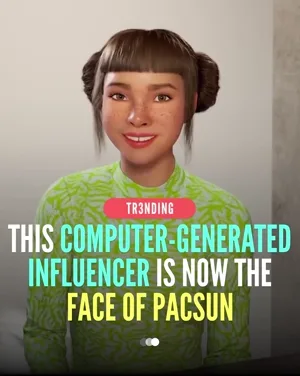 TR3NDING
THIS COMPUTER-GENERATED
INFLUENCER IS NOW THE
FACE OF PACSUN